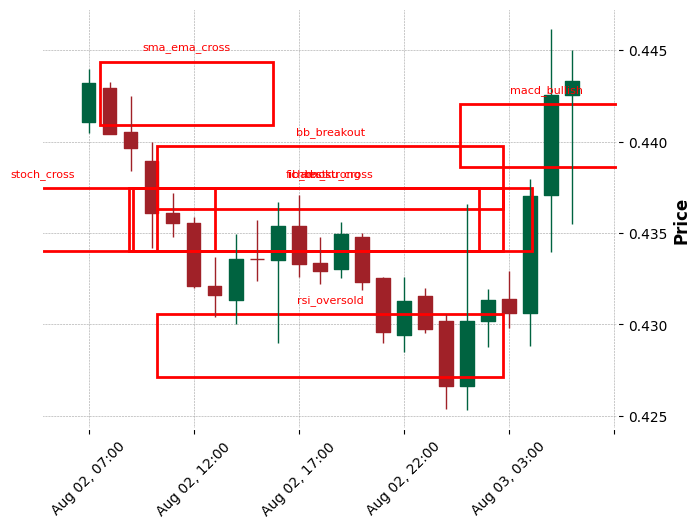 sma_ema_cross
0.445
macd_bullish
bb_breakout
0.440
stoch_cross
0.435
Price
rsi_oversold
0.430
0.425
Aug 02, 07:00
Aug 02, 12:00
Aug 02, 17:00
Aug 02, 22:00
Aug 03, 03:00